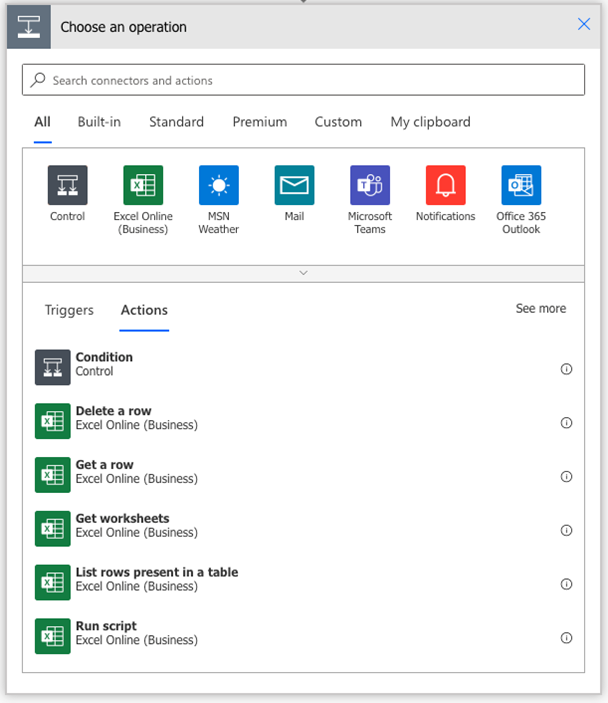 Choose an operation
Search connectors and actions
All Built-in Standard Premium Custom My clipboard
Control Excel Online MSN Mail Microsoft Notifications Office 365
(Business) Weather Teams Outlook
Triggers Actions See more
Condition
Control
Delete a row
Excel Online (Business)
Get a row
Excel Online (Business)
Get worksheets
Excel Online (Business)
List rows present in a table
Excel Online (Business)
Run script
Excel Online (Business)